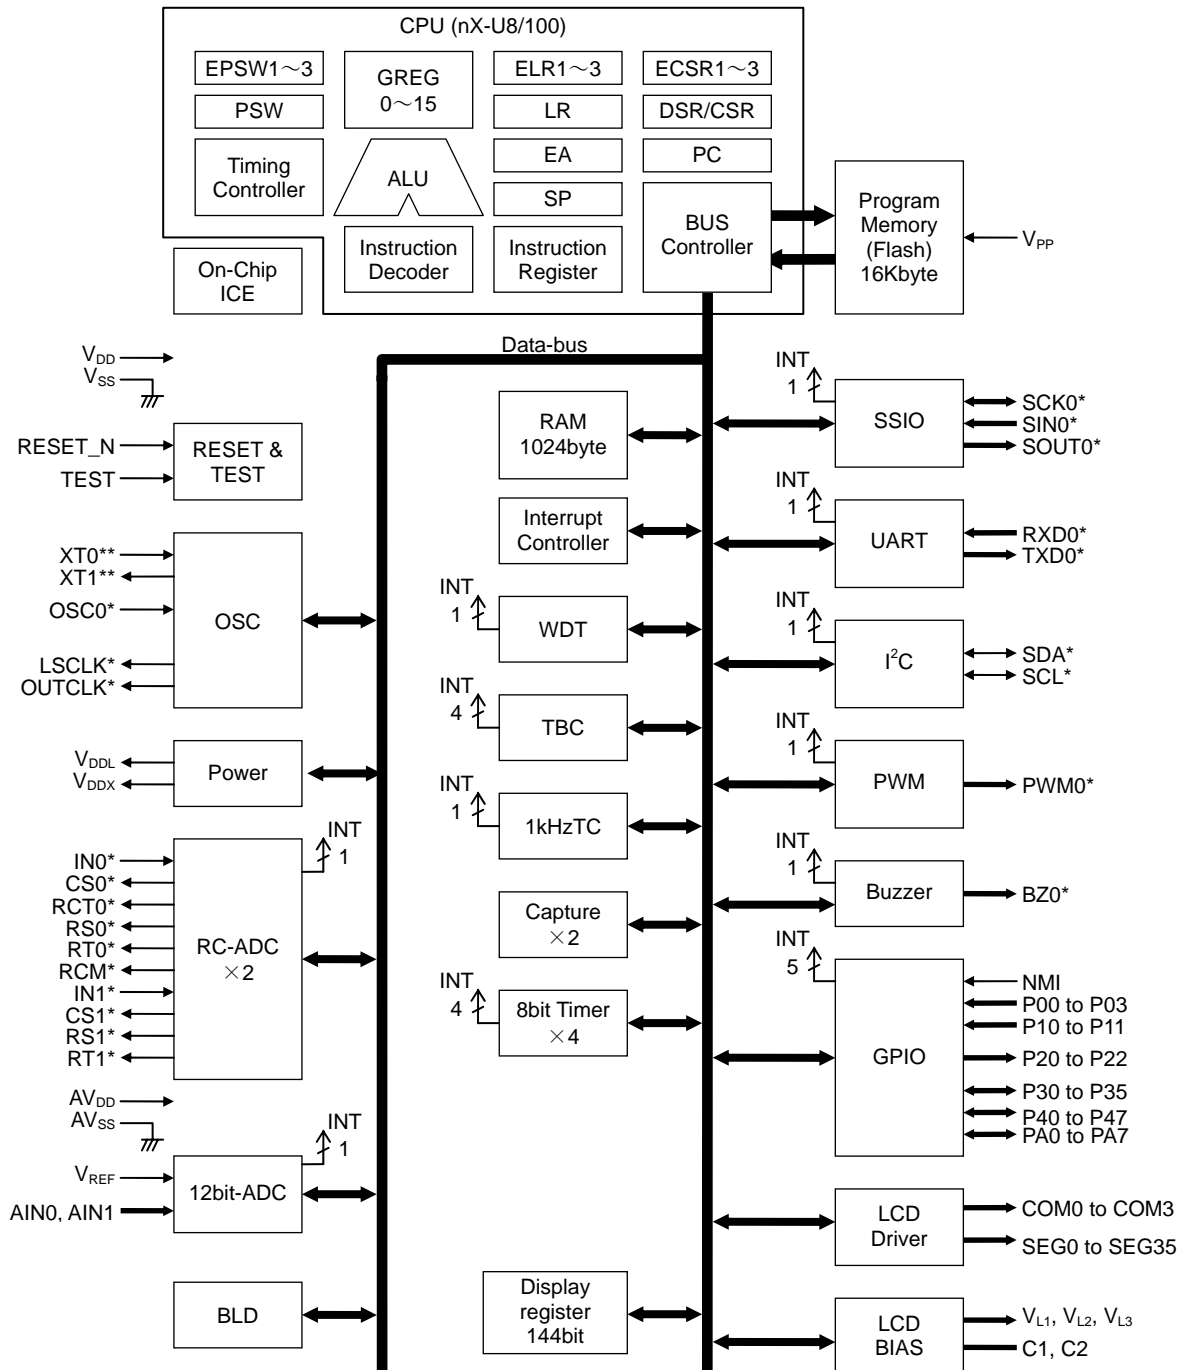 CPU (nX-U8/100)
EPSW1～3
GREG
0～15
ELR1～3
ECSR1～3
PSW
LR
DSR/CSR
Timing
Controller
ALU
EA
PC
SP
BUS
Controller
Program
Memory
(Flash)
16Kbyte
VPP
On-Chip
ICE
Instruction
Decoder
Instruction
Register
Data-bus
VDD
VSS
RESET_N
TEST
RESET &
TEST
XT0**
XT1**
OSC0*
LSCLK*
OUTCLK*
OSC
VDDL
VDDX
Power
IN0*
CS0*
RCT0*
RS0*
RT0*
RCM*
IN1*
CS1*
RS1*
RT1*
RC-ADC
×2
INT
1
AVDD
AVSS
VREF
AIN0, AIN1
12bit-ADC
INT
1
BLD
RAM
1024byte
Interrupt
Controller
INT
1
WDT
INT
4
TBC
INT
1
1kHzTC
Capture
×2
INT
4
8bit Timer
×4
Display
register
144bit
INT
1
SSIO
SCK0*
SIN0*
SOUT0*
INT
1
UART
RXD0*
TXD0*
INT
1
I²C
SDA*
SCL*
INT
1
PWM
PWM0*
INT
1
Buzzer
BZ0*
INT
5
GPIO
NMI
P00 to P03
P10 to P11
P20 to P22
P30 to P35
P40 to P47
PA0 to PA7
LCD
Driver
COM0 to COM3
SEG0 to SEG35
LCD
BIAS
VL1, VL2, VL3
C1, C2